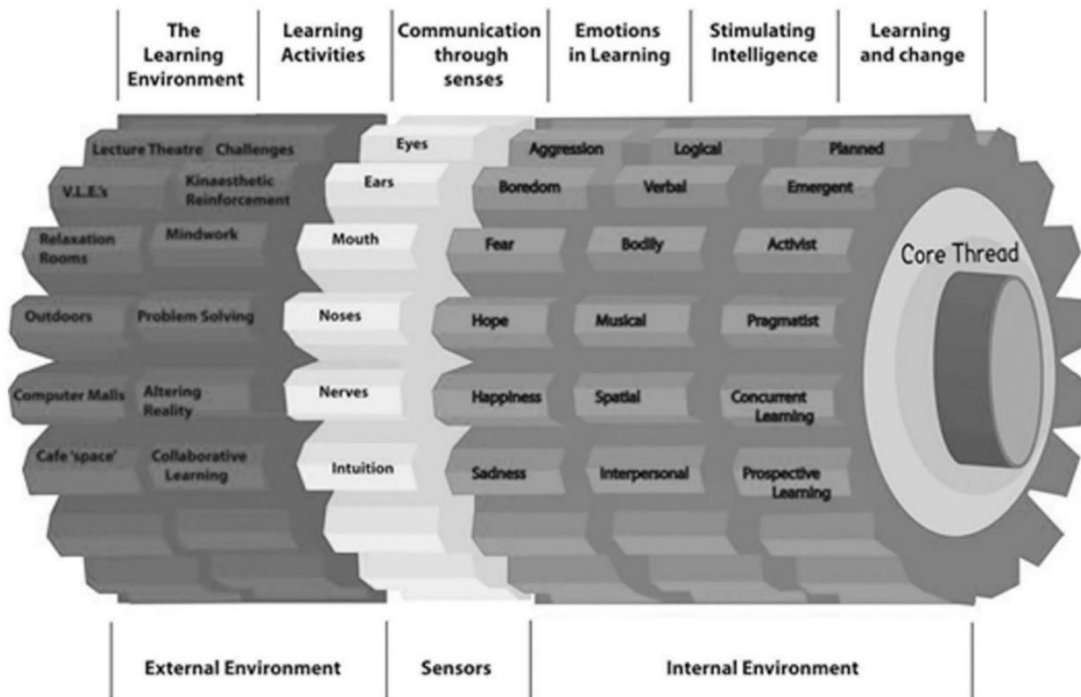 The
Learning
Environment
Learning
Activities
Communication
through
senses
Emotions
in Learning
Stimulating
Intelligence
Learning
and change
Lecture Theatre
Challenges
Eyes
Aggression
Logical
Planned
V.L.E.'s
Kinaesthetic
Reinforcement
Ears
Boredom
Verbal
Emergent
Relaxation
Rooms
Mindwork
Mouth
Fear
Bodily
Activist
Core Thread
Outdoors
Problem Solving
Noses
Hope
Musical
Pragmatist
Computer Malls
Altering
Reality
Nerves
Happiness
Spatial
Concurrent
Learning
Cafe 'space'
Collaborative
Learning
Intuition
Sadness
Interpersonal
Prospective
Learning
External Environment
Sensors
Internal Environment